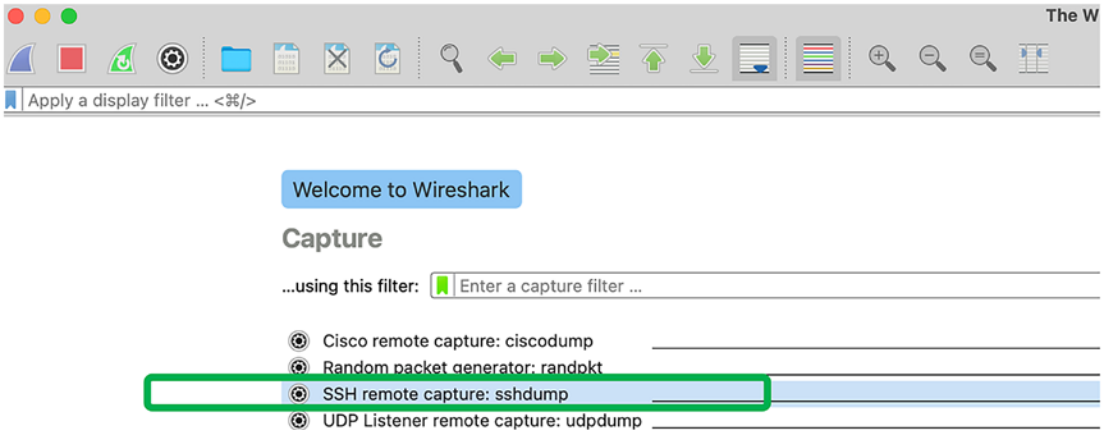 The W
Apply a display filter ... <⌘/>
Welcome to Wireshark
Capture
...using this filter: Enter a capture filter ...
Cisco remote capture: ciscodump
Random packet generator: randpkt
SSH remote capture: sshdump
UDP Listener remote capture: udpdump